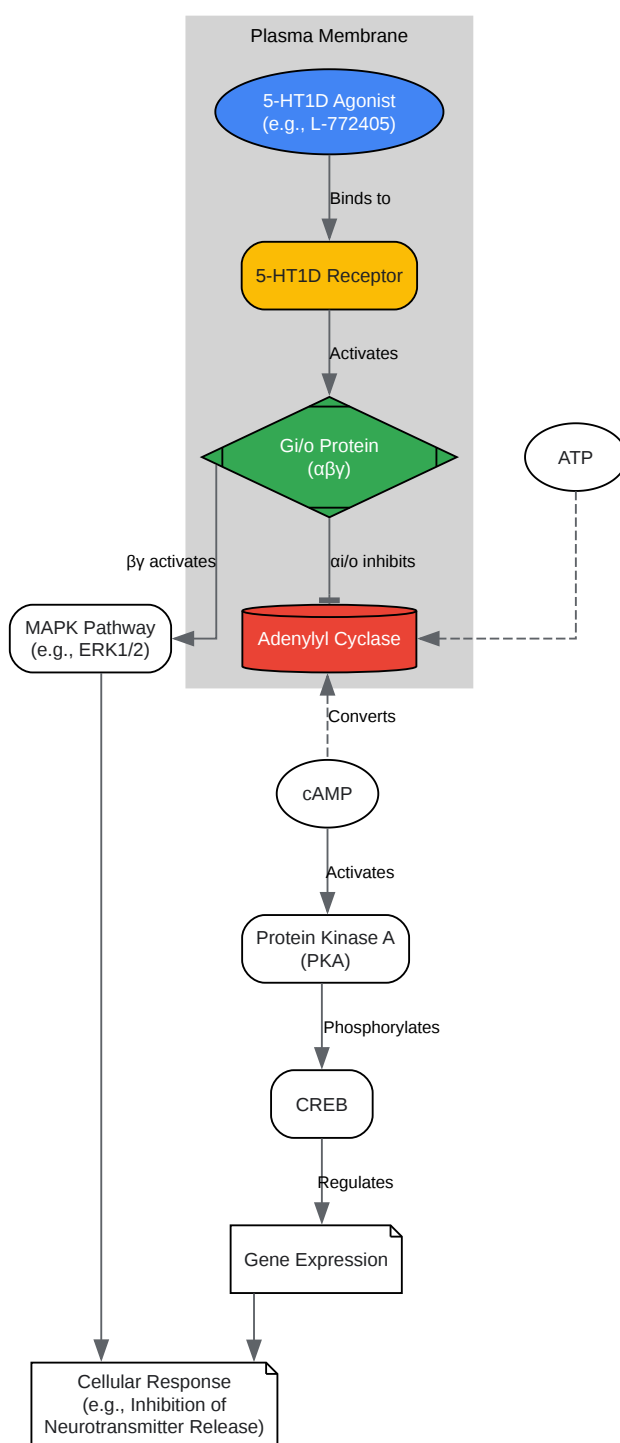 Plasma Membrane
5-HT1D Agonist
(e.g., L-772405)
Binds to
5-HT1D Receptor
Activates
Gi/o Protein
(αβγ)
ATP
βγ activates
αi/o inhibits
MAPK Pathway
(e.g., ERK1/2)
Adenylyl Cyclase
Converts
cAMP
Activates
Protein Kinase A
(PKA)
Phosphorylates
CREB
Regulates
Gene Expression
Cellular Response
(e.g., Inhibition of
Neurotransmitter Release)